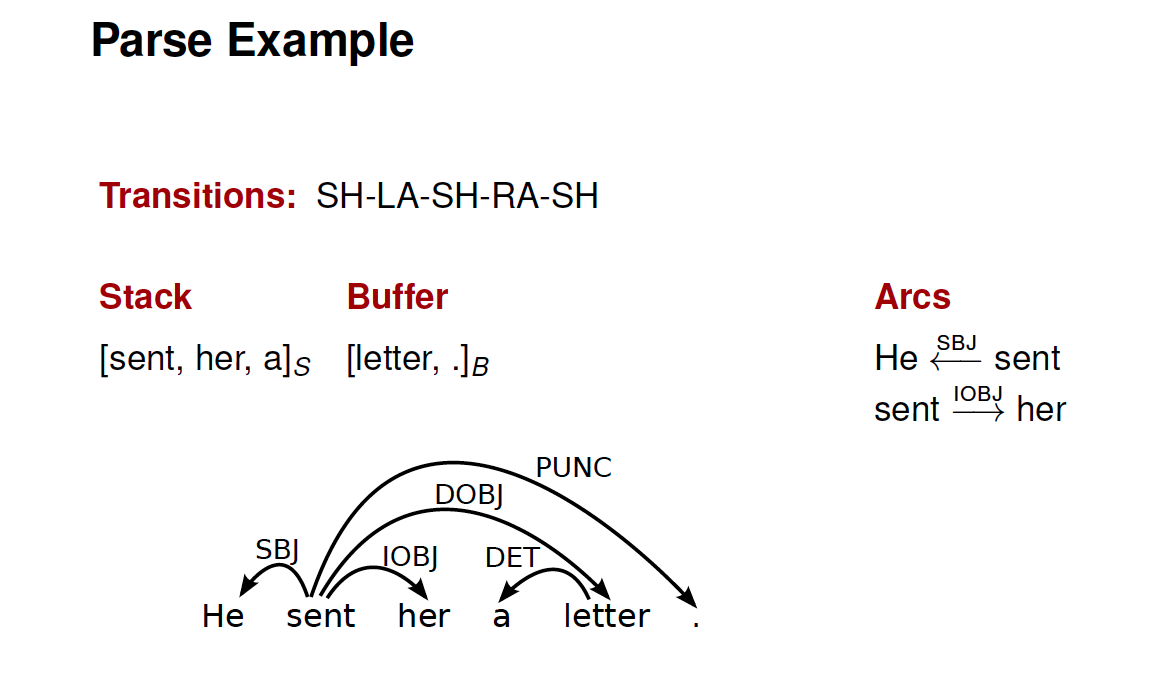 Parse Example
Transitions: SH-LA-SH-RA-SH
Stack Buffer Arcs
[sent, her, a]S [letter, .]B He ⟵SBJ sent
sent ⟶IOBJ her
PUNC
DOBJ
SBJ IOBJ DET
He sent her a letter .